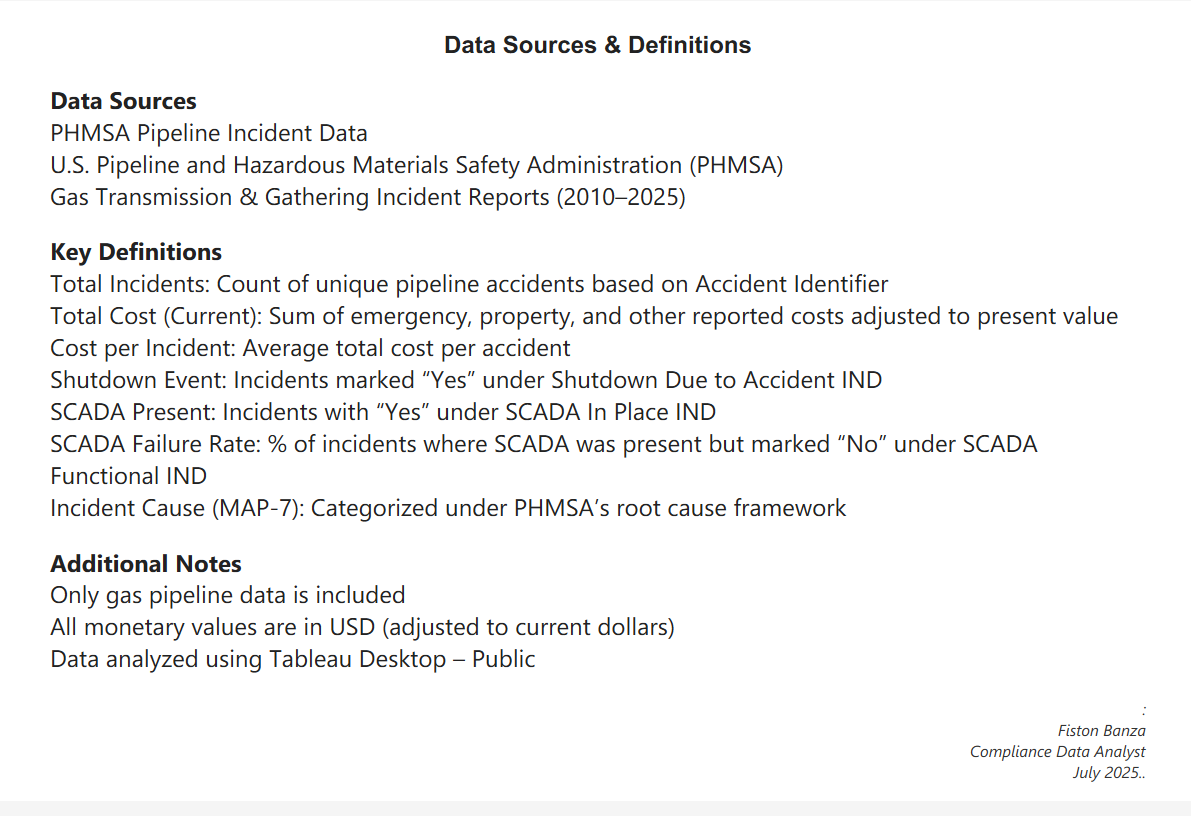 Data Sources & Definitions
Data Sources
PHMSA Pipeline Incident Data
U.S. Pipeline and Hazardous Materials Safety Administration (PHMSA)
Gas Transmission & Gathering Incident Reports (2010–2025)
Key Definitions
Total Incidents: Count of unique pipeline accidents based on Accident Identifier
Total Cost (Current): Sum of emergency, property, and other reported costs adjusted to present value
Cost per Incident: Average total cost per accident
Shutdown Event: Incidents marked “Yes” under Shutdown Due to Accident IND
SCADA Present: Incidents with “Yes” under SCADA In Place IND
SCADA Failure Rate: % of incidents where SCADA was present but marked “No” under SCADA
Functional IND
Incident Cause (MAP-7): Categorized under PHMSA’s root cause framework
Additional Notes
Only gas pipeline data is included
All monetary values are in USD (adjusted to current dollars)
Data analyzed using Tableau Desktop – Public
:
Fiston Banza
Compliance Data Analyst
July 2025..